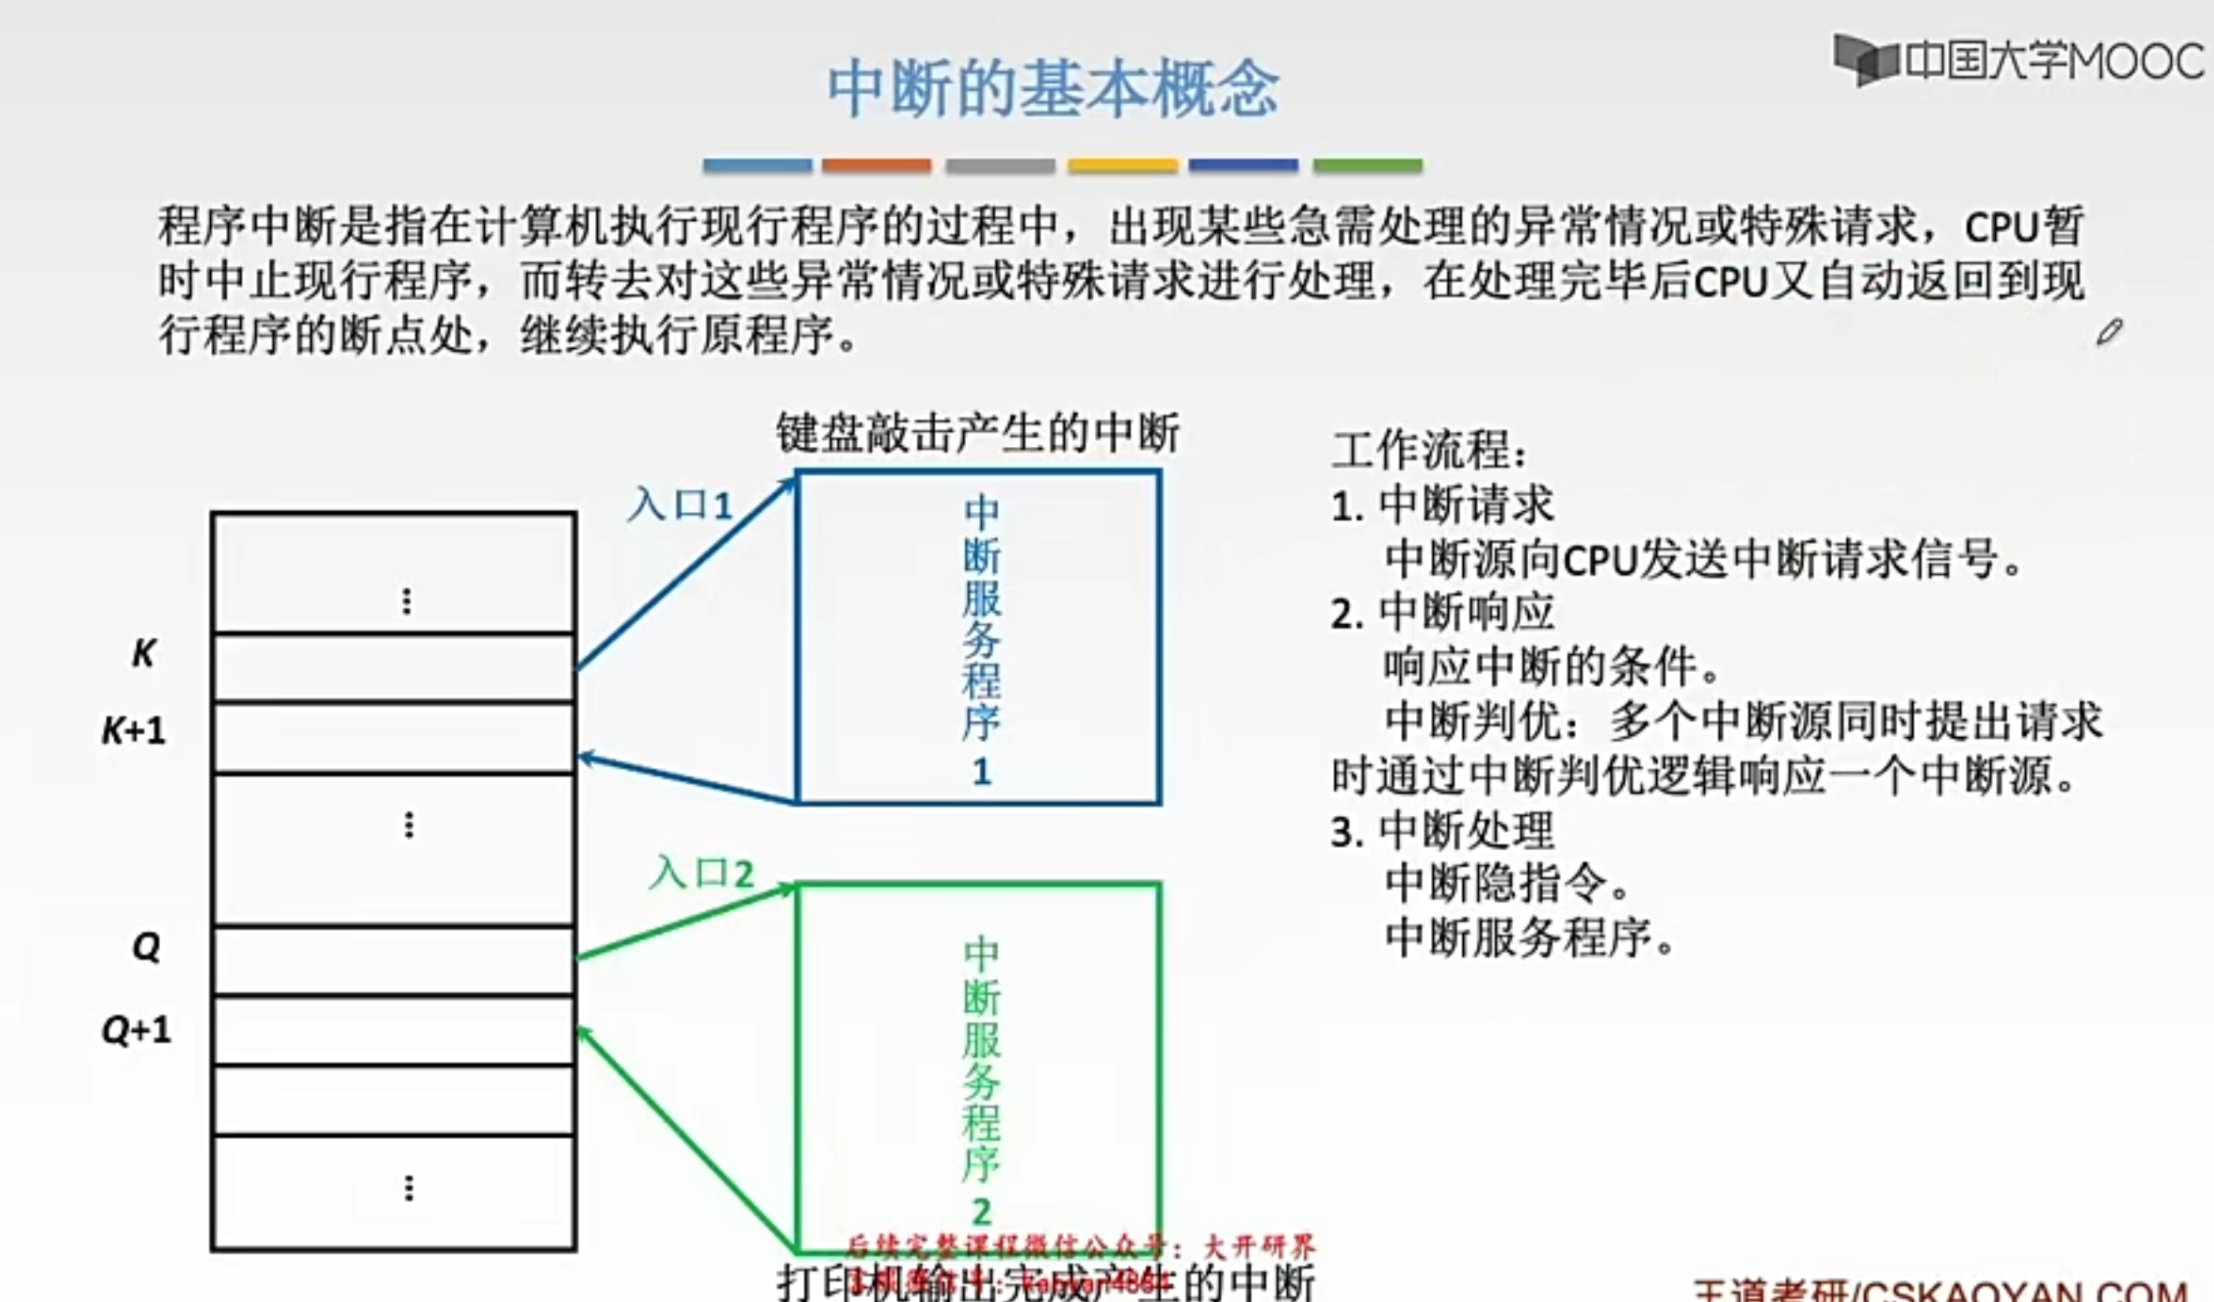 中国大学MOOC
中断的基本概念
程序中断是指在计算机执行现行程序的过程中，出现某些急需处理的异常情况或特殊请求，CPU暂
时中止现行程序，而转去对这些异常情况或特殊请求进行处理，在处理完毕后CPU又自动返回到现
行程序的断点处，继续执行原程序。
键盘敲击产生的中断
入口1
中断服务程序1
K
K+1
⋮
入口2
中断服务程序2
Q
Q+1
打印机输出完成产生的中断
工作流程：
1. 中断请求
中断源向CPU发送中断请求信号。
2. 中断响应
响应中断的条件。
中断判优：多个中断源同时提出请求
时通过中断判优逻辑响应一个中断源。
3. 中断处理
中断隐指令。
中断服务程序。
后续完整课程微信公众号：大开研界
王道考研/CSKAOYAN.COM